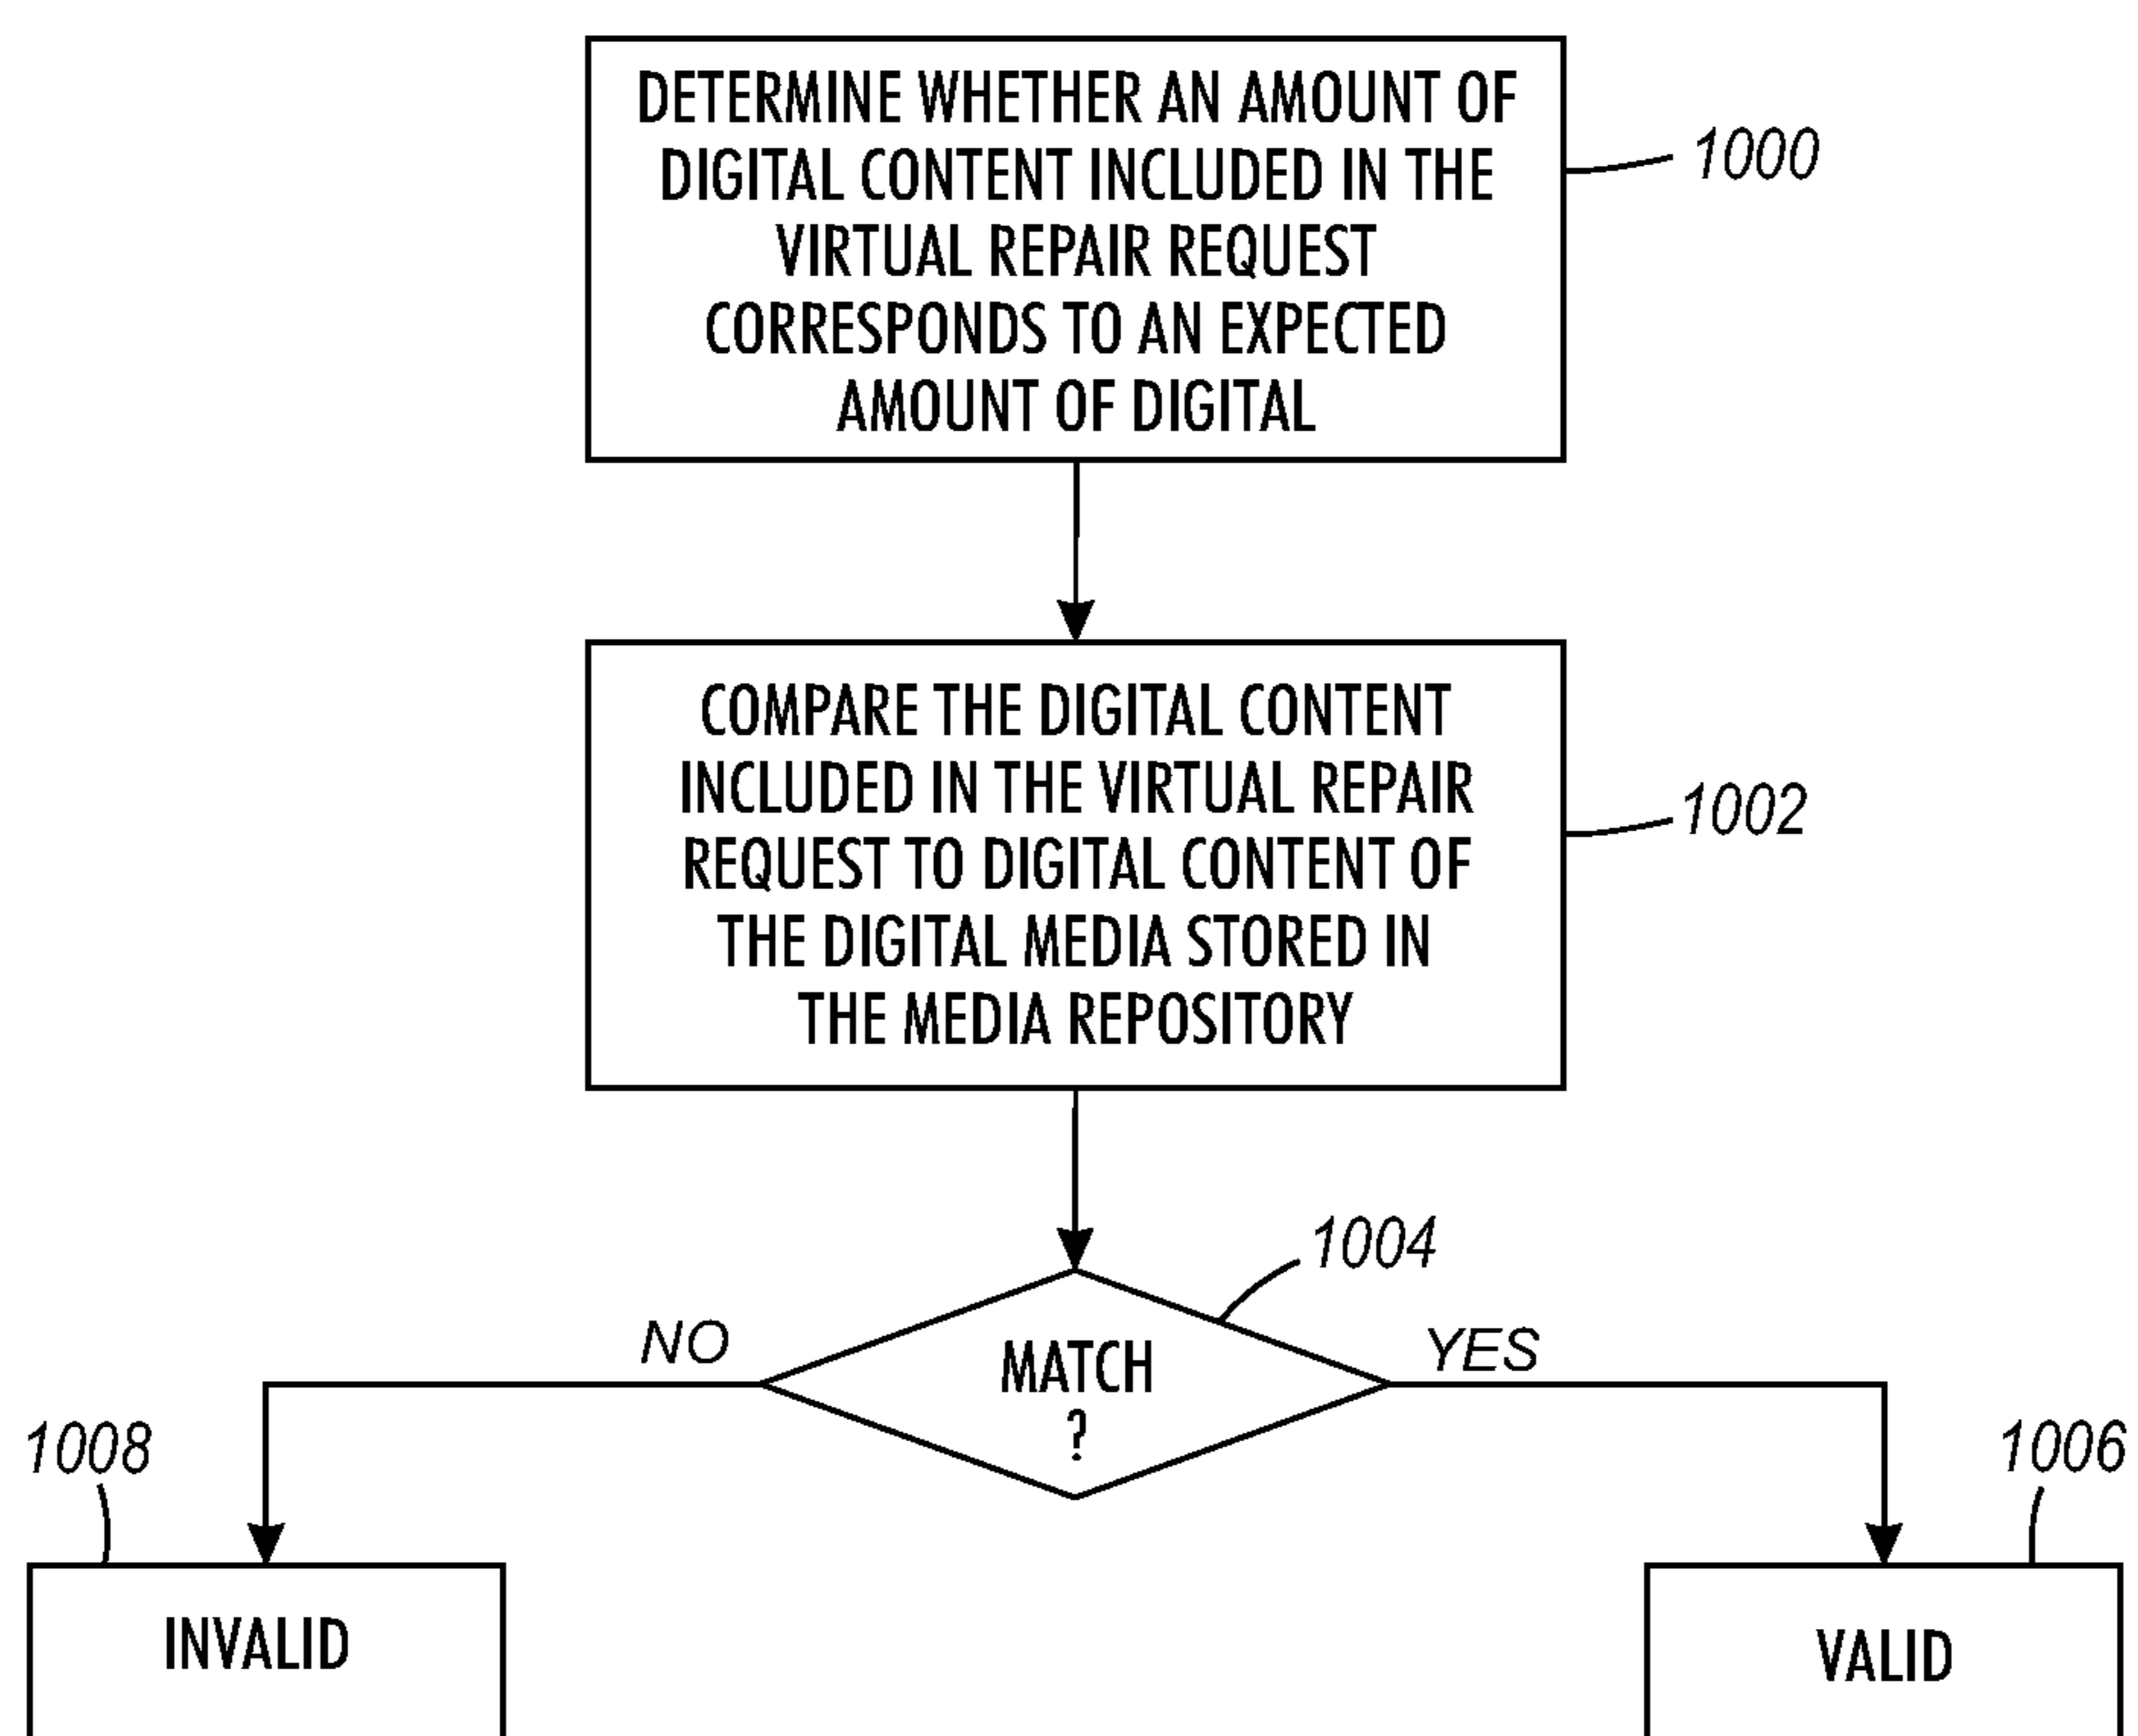 DETERMINE WHETHER AN AMOUNT OF
DIGITAL CONTENT INCLUDED IN THE
VIRTUAL REPAIR REQUEST
CORRESPONDS TO AN EXPECTED
AMOUNT OF DIGITAL
1000
COMPARE THE DIGITAL CONTENT
INCLUDED IN THE VIRTUAL REPAIR
REQUEST TO DIGITAL CONTENT OF
THE DIGITAL MEDIA STORED IN
THE MEDIA REPOSITORY
1002
1004
NO
MATCH
?
YES
1008
1006
INVALID
VALID